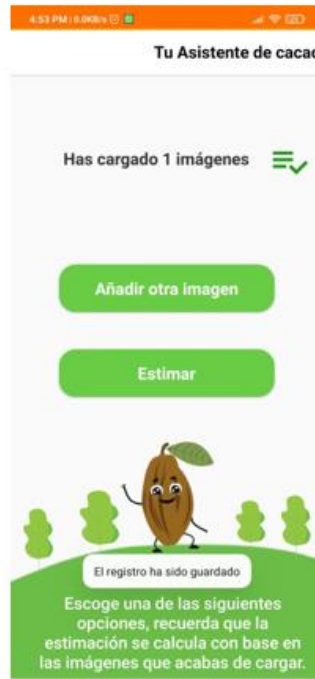 4:53 PM | 0.0KB/s
Tu Asistente de cacao
Has cargado 1 imágenes
Añadir otra imagen
Estimar
El registro ha sido guardado
Escoge una de las siguientes
opciones, recuerda que la
estimación se calcula con base en
las imágenes que acabas de cargar.